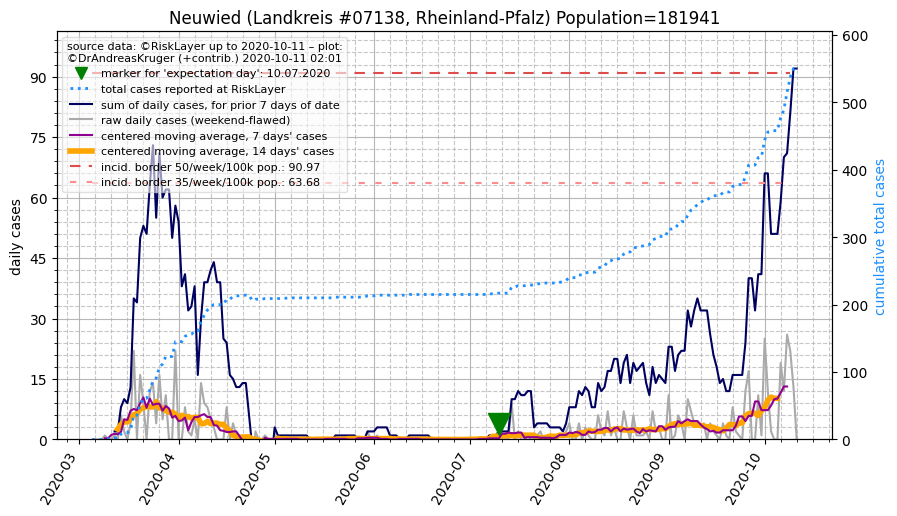 Neuwied (Landkreis #07138, Rheinland-Pfalz) Population=181941
source data: ©RiskLayer up to 2020-10-11 – plot:
©DrAndreasKruger (+contrib.) 2020-10-11 02:01
marker for 'expectation day': 10.07.2020
total cases reported at RiskLayer
sum of daily cases, for prior 7 days of date
raw daily cases (weekend-flawed)
centered moving average, 7 days' cases
centered moving average, 14 days' cases
incid. border 50/week/100k pop.: 90.97
incid. border 35/week/100k pop.: 63.68
daily cases
90
75
60
45
30
15
0
cumulative total cases
600
500
400
300
200
100
0
2020-03
2020-04
2020-05
2020-06
2020-07
2020-08
2020-09
2020-10